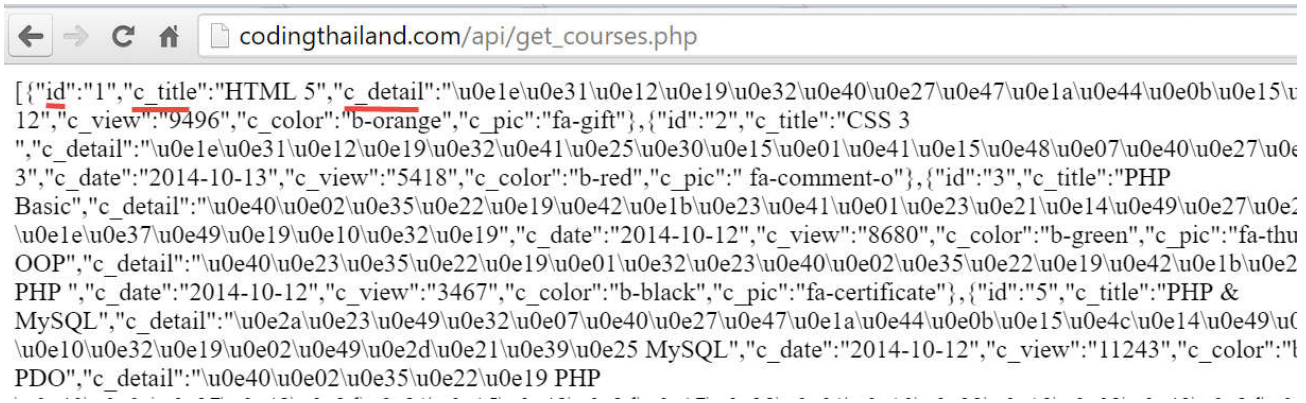 codingthailand.com/api/get_courses.php
[{"id":"1","c_title":"HTML 5","c_detail":"\u0e1e\u0e31\u0e12\u0e19\u0e32\u0e40\u0e27\u0e47\u0e1a\u0e44\u0e0b\u0e15\u
12","c_view":"9496","c_color":"b-orange","c_pic":"fa-gift"},{"id":"2","c_title":"CSS 3
","c_detail":"\u0e1e\u0e31\u0e12\u0e19\u0e32\u0e41\u0e25\u0e30\u0e15\u0e01\u0e41\u0e15\u0e48\u0e07\u0e40\u0e27\u0e
3","c_date":"2014-10-13","c_view":"5418","c_color":"b-red","c_pic":" fa-comment-o"},{"id":"3","c_title":"PHP
Basic","c_detail":"\u0e40\u0e02\u0e35\u0e22\u0e19\u0e42\u0e1b\u0e23\u0e41\u0e01\u0e23\u0e21\u0e14\u0e49\u0e27\u0e2
\u0e1e\u0e37\u0e49\u0e19\u0e10\u0e32\u0e19","c_date":"2014-10-12","c_view":"8680","c_color":"b-green","c_pic":"fa-thu
OOP","c_detail":"\u0e40\u0e23\u0e35\u0e22\u0e19\u0e01\u0e32\u0e23\u0e40\u0e02\u0e35\u0e22\u0e19\u0e42\u0e1b\u0e2
PHP ","c_date":"2014-10-12","c_view":"3467","c_color":"b-black","c_pic":"fa-certificate"},{"id":"5","c_title":"PHP &
MySQL","c_detail":"\u0e2a\u0e23\u0e49\u0e32\u0e07\u0e40\u0e27\u0e47\u0e1a\u0e44\u0e0b\u0e15\u0e4c\u0e14\u0e49\u0
\u0e10\u0e32\u0e19\u0e02\u0e49\u0e2d\u0e21\u0e39\u0e25 MySQL","c_date":"2014-10-12","c_view":"11243","c_color":"b
PDO","c_detail":"\u0e40\u0e02\u0e35\u0e22\u0e19 PHP